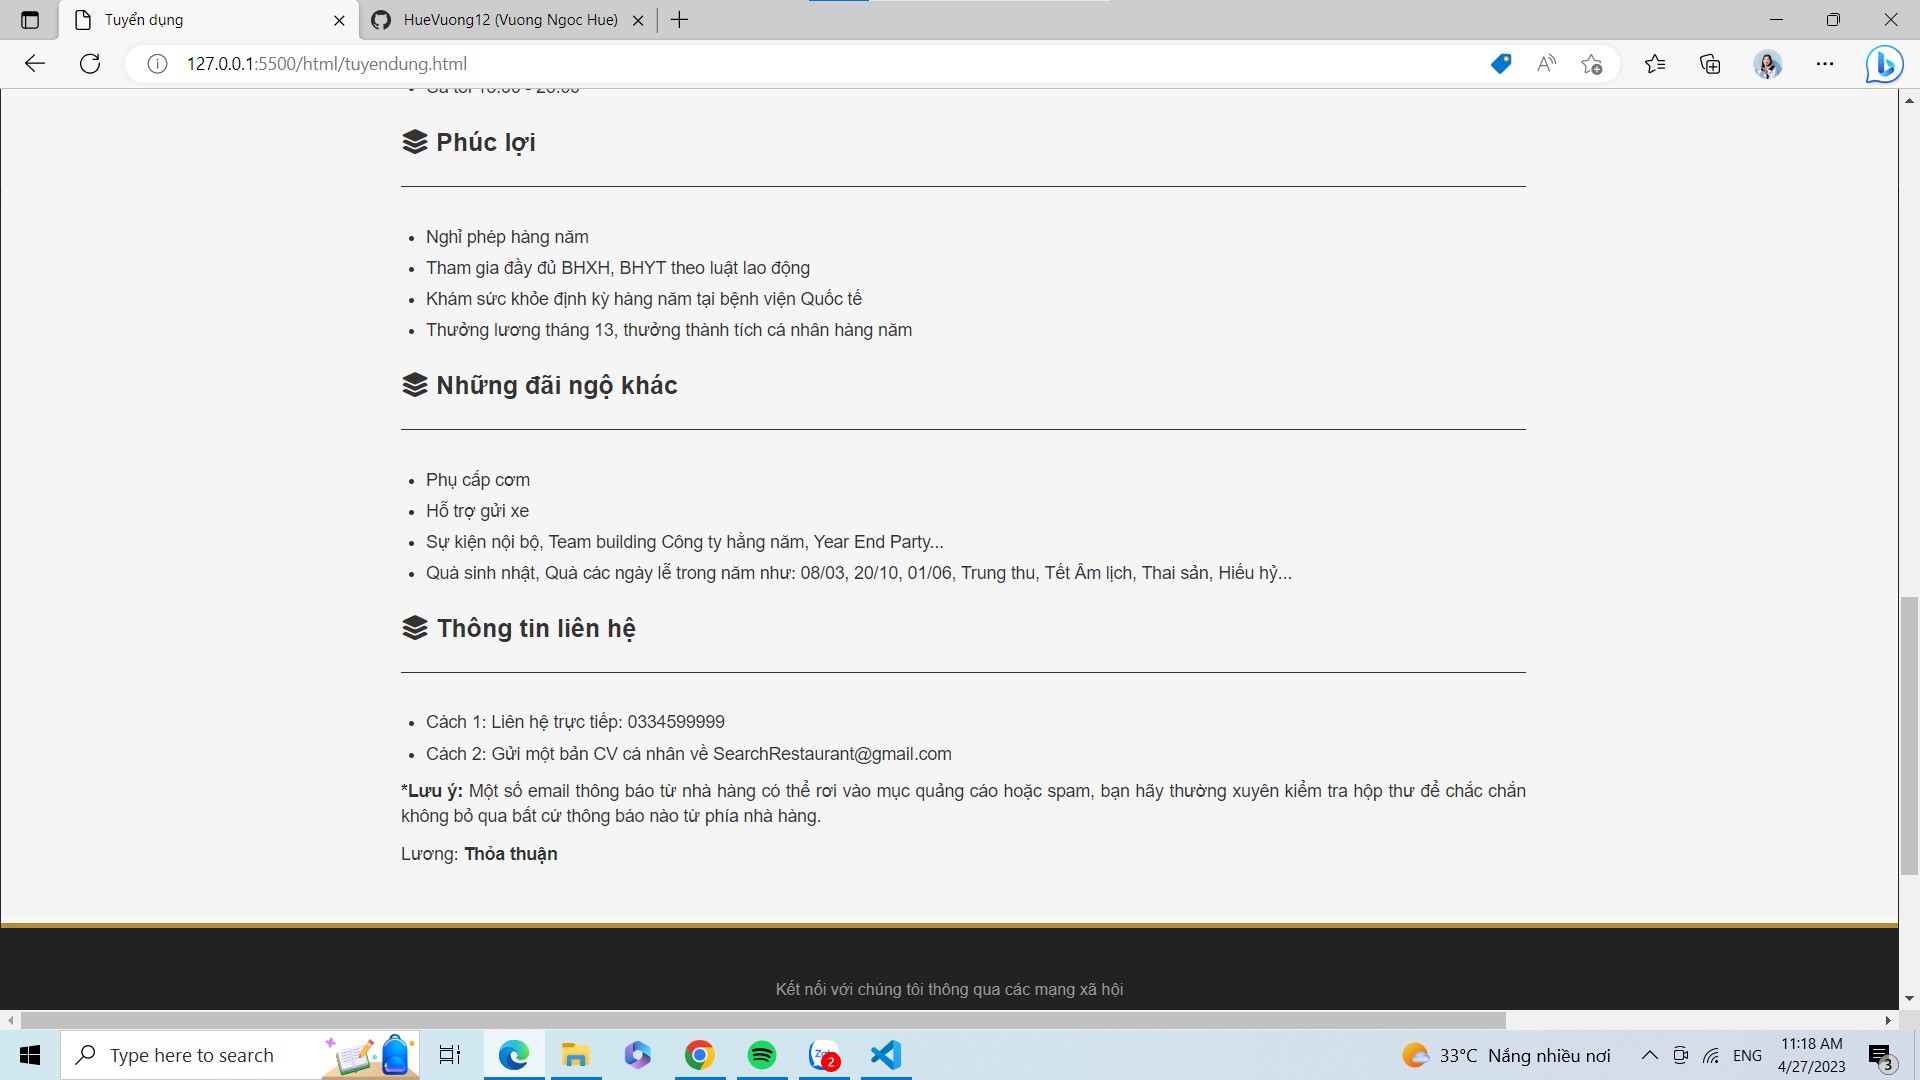 Tuyển dụng
HueVuong12 (Vuong Ngoc Hue)
127.0.0.1:5500/html/tuyendung.html
Phúc lợi
Nghỉ phép hàng năm
Tham gia đầy đủ BHXH, BHYT theo luật lao động
Khám sức khỏe định kỳ hàng năm tại bệnh viện Quốc tế
Thưởng lương tháng 13, thưởng thành tích cá nhân hàng năm
Những đãi ngộ khác
Phụ cấp cơm
Hỗ trợ gửi xe
Sự kiện nội bộ, Team building Công ty hằng năm, Year End Party...
Quà sinh nhật, Quà các ngày lễ trong năm như: 08/03, 20/10, 01/06, Trung thu, Tết Âm lịch, Thai sản, Hiếu hỷ...
Thông tin liên hệ
Cách 1: Liên hệ trực tiếp: 0334599999
Cách 2: Gửi một bản CV cá nhân về SearchRestaurant@gmail.com
*Lưu ý: Một số email thông báo từ nhà hàng có thể rơi vào mục quảng cáo hoặc spam, bạn hãy thường xuyên kiểm tra hộp thư để chắc chắn
không bỏ qua bất cứ thông báo nào từ phía nhà hàng.
Lương: Thỏa thuận
Kết nối với chúng tôi thông qua các mạng xã hội
Type here to search
2
33°C Nắng nhiều nơi
ENG
11:18 AM
4/27/2023
3